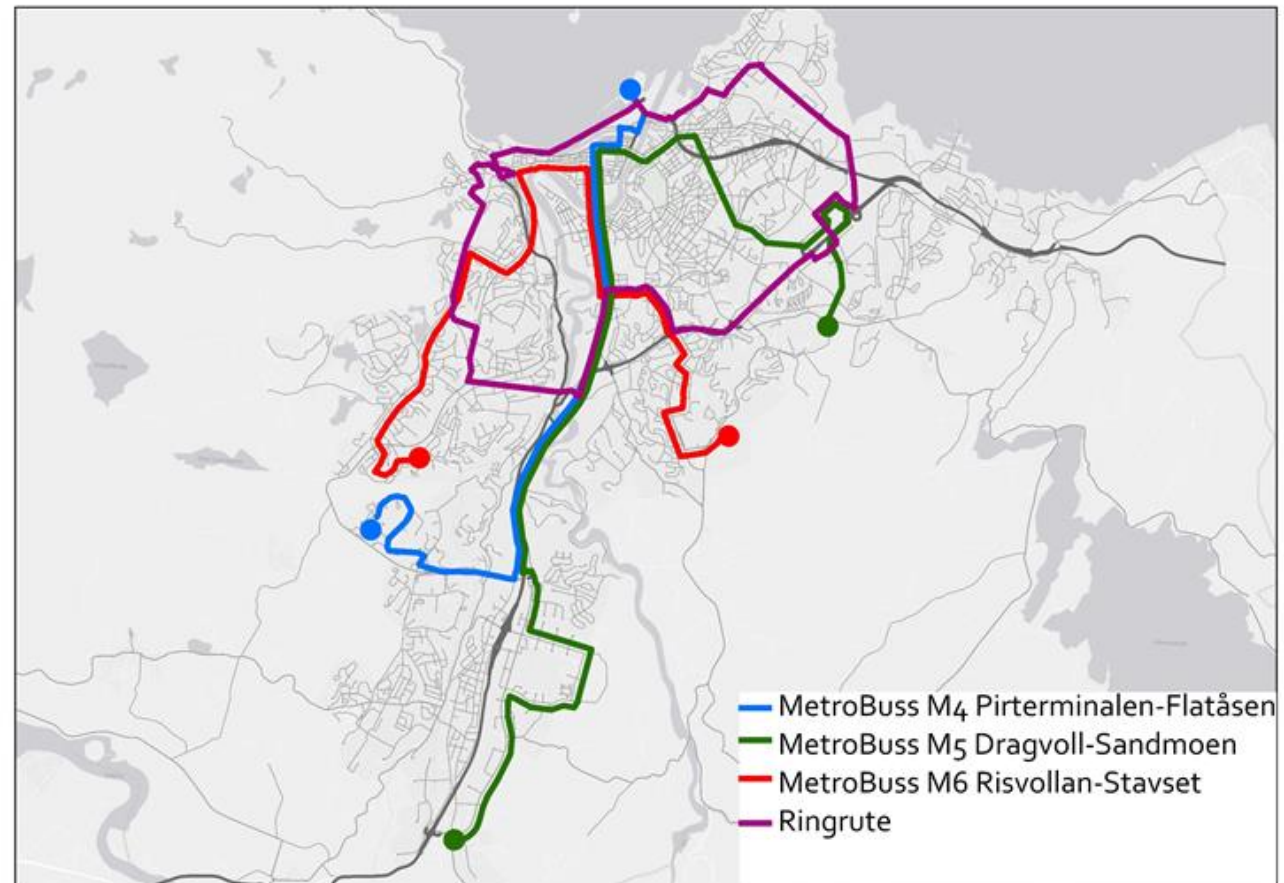 MetroBuss M4 Pirterminalen-Flatåsen
MetroBuss M5 Dragvoll-Sandmoen
MetroBuss M6 Risvollan-Stavset
Ringrute